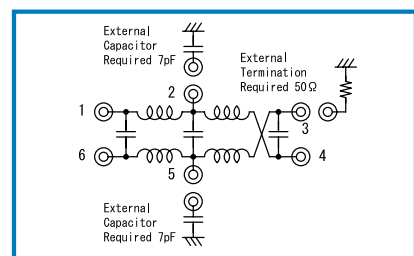 External
Capacitor
Required 7pF
External
Termination
Required 50Ω
2
1
3
6
4
5
External
Capacitor
Required 7pF